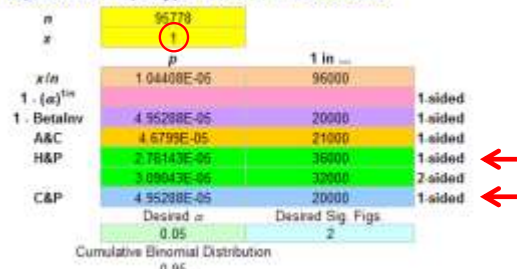 n 95778
x 1
p 1 in ...
x/n 1.04408E-05 96000
1 - (α)^1/n 1-sided
1 - BetaInv 4.95288E-05 20000 1-sided
A&C 4.6799E-05 21000 1-sided
H&P 2.76143E-05 36000 1-sided
3.09043E-05 32000 2-sided
C&P 4.95288E-05 20000 1-sided
Desired α Desired Sig. Figs.
0.05 2
Cumulative Binomial Distribution
0.95